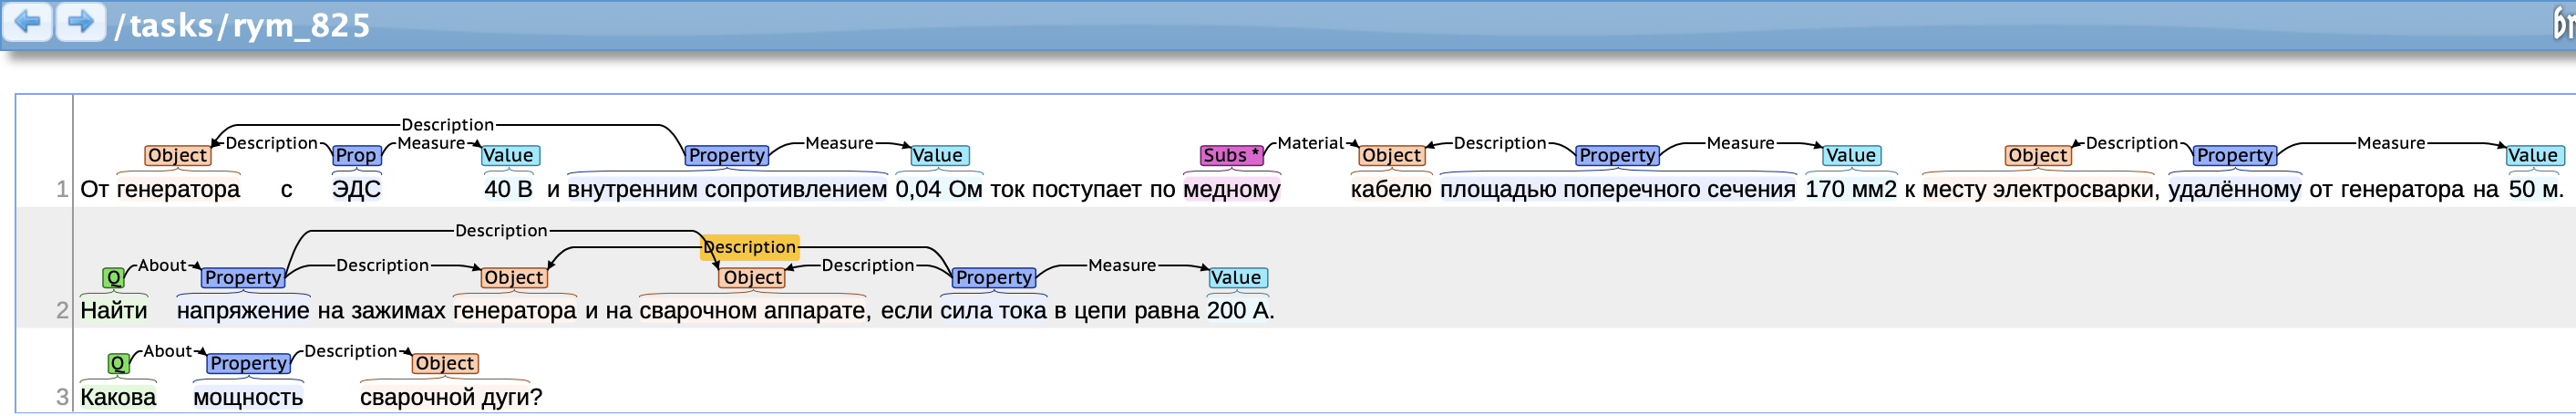 /tasks/rym_825
Description
Description Measure Measure Material Description Measure Description Measure
Object Prop Value Property Value Subs * Object Property Value Object Property Value
1 От генератора с ЭДС 40 В и внутренним сопротивлением 0,04 Ом ток поступает по медному кабелю площадью поперечного сечения 170 мм2 к месту электросварки, удалённому от генератора на 50 м.
Description
Description
About Description Description Measure
Q Property Object Object Property Value
2 Найти напряжение на зажимах генератора и на сварочном аппарате, если сила тока в цепи равна 200 А.
About Description
Q Property Object
3 Какова мощность сварочной дуги?